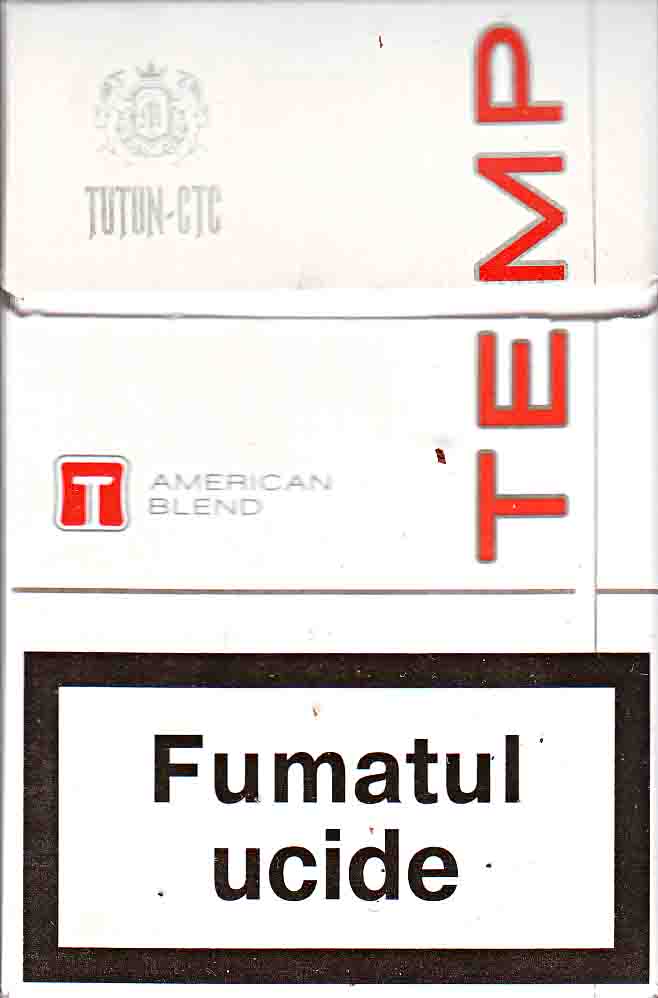 TUTUN-CTC
TEMP
T AMERICAN
BLEND
Fumatul
ucide